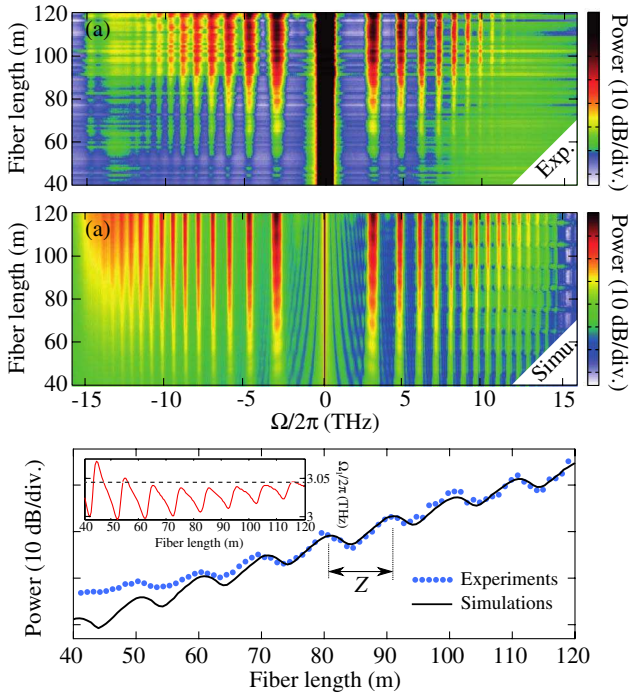 (a)
Exp.
120
100
80
60
40
Fiber length (m)
Power (10 dB/div.)
(a)
Simu.
120
100
80
60
40
Fiber length (m)
Power (10 dB/div.)
-15 -10 -5 0 5 10 15
Ω/2π (THz)
Power (10 dB/div.)
3.05
3
Ω₁/2π (THz)
40 50 60 70 80 90 100 110 120
Fiber length (m)
Z
Experiments
Simulations
40 50 60 70 80 90 100 110 120
Fiber length (m)